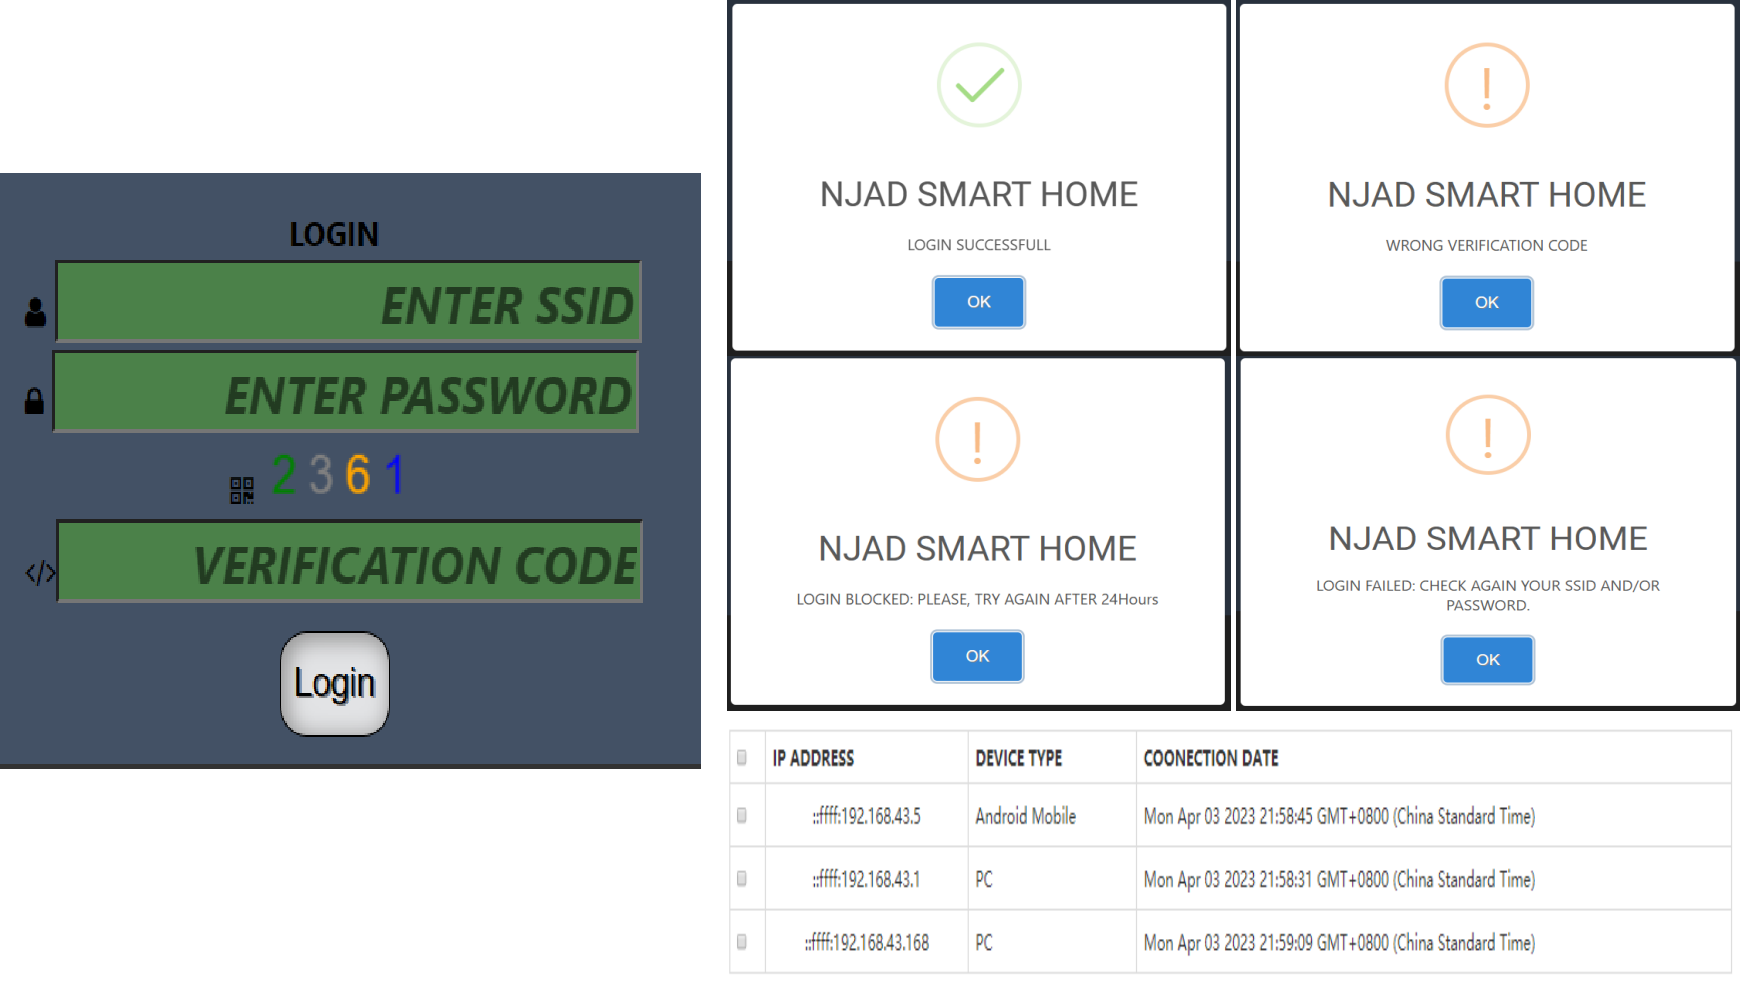 LOGIN
ENTER SSID
ENTER PASSWORD
2 3 6 1
VERIFICATION CODE
Login
NJAD SMART HOME
LOGIN SUCCESSFULL
OK
NJAD SMART HOME
WRONG VERIFICATION CODE
OK
NJAD SMART HOME
LOGIN BLOCKED: PLEASE, TRY AGAIN AFTER 24Hours
OK
NJAD SMART HOME
LOGIN FAILED: CHECK AGAIN YOUR SSID AND/OR
PASSWORD.
OK
IP ADDRESS DEVICE TYPE COONECTION DATE
::ffff:192.168.43.5 Android Mobile Mon Apr 03 2023 21:58:45 GMT+0800 (China Standard Time)
::ffff:192.168.43.1 PC Mon Apr 03 2023 21:58:31 GMT+0800 (China Standard Time)
::ffff:192.168.43.168 PC Mon Apr 03 2023 21:59:09 GMT+0800 (China Standard Time)